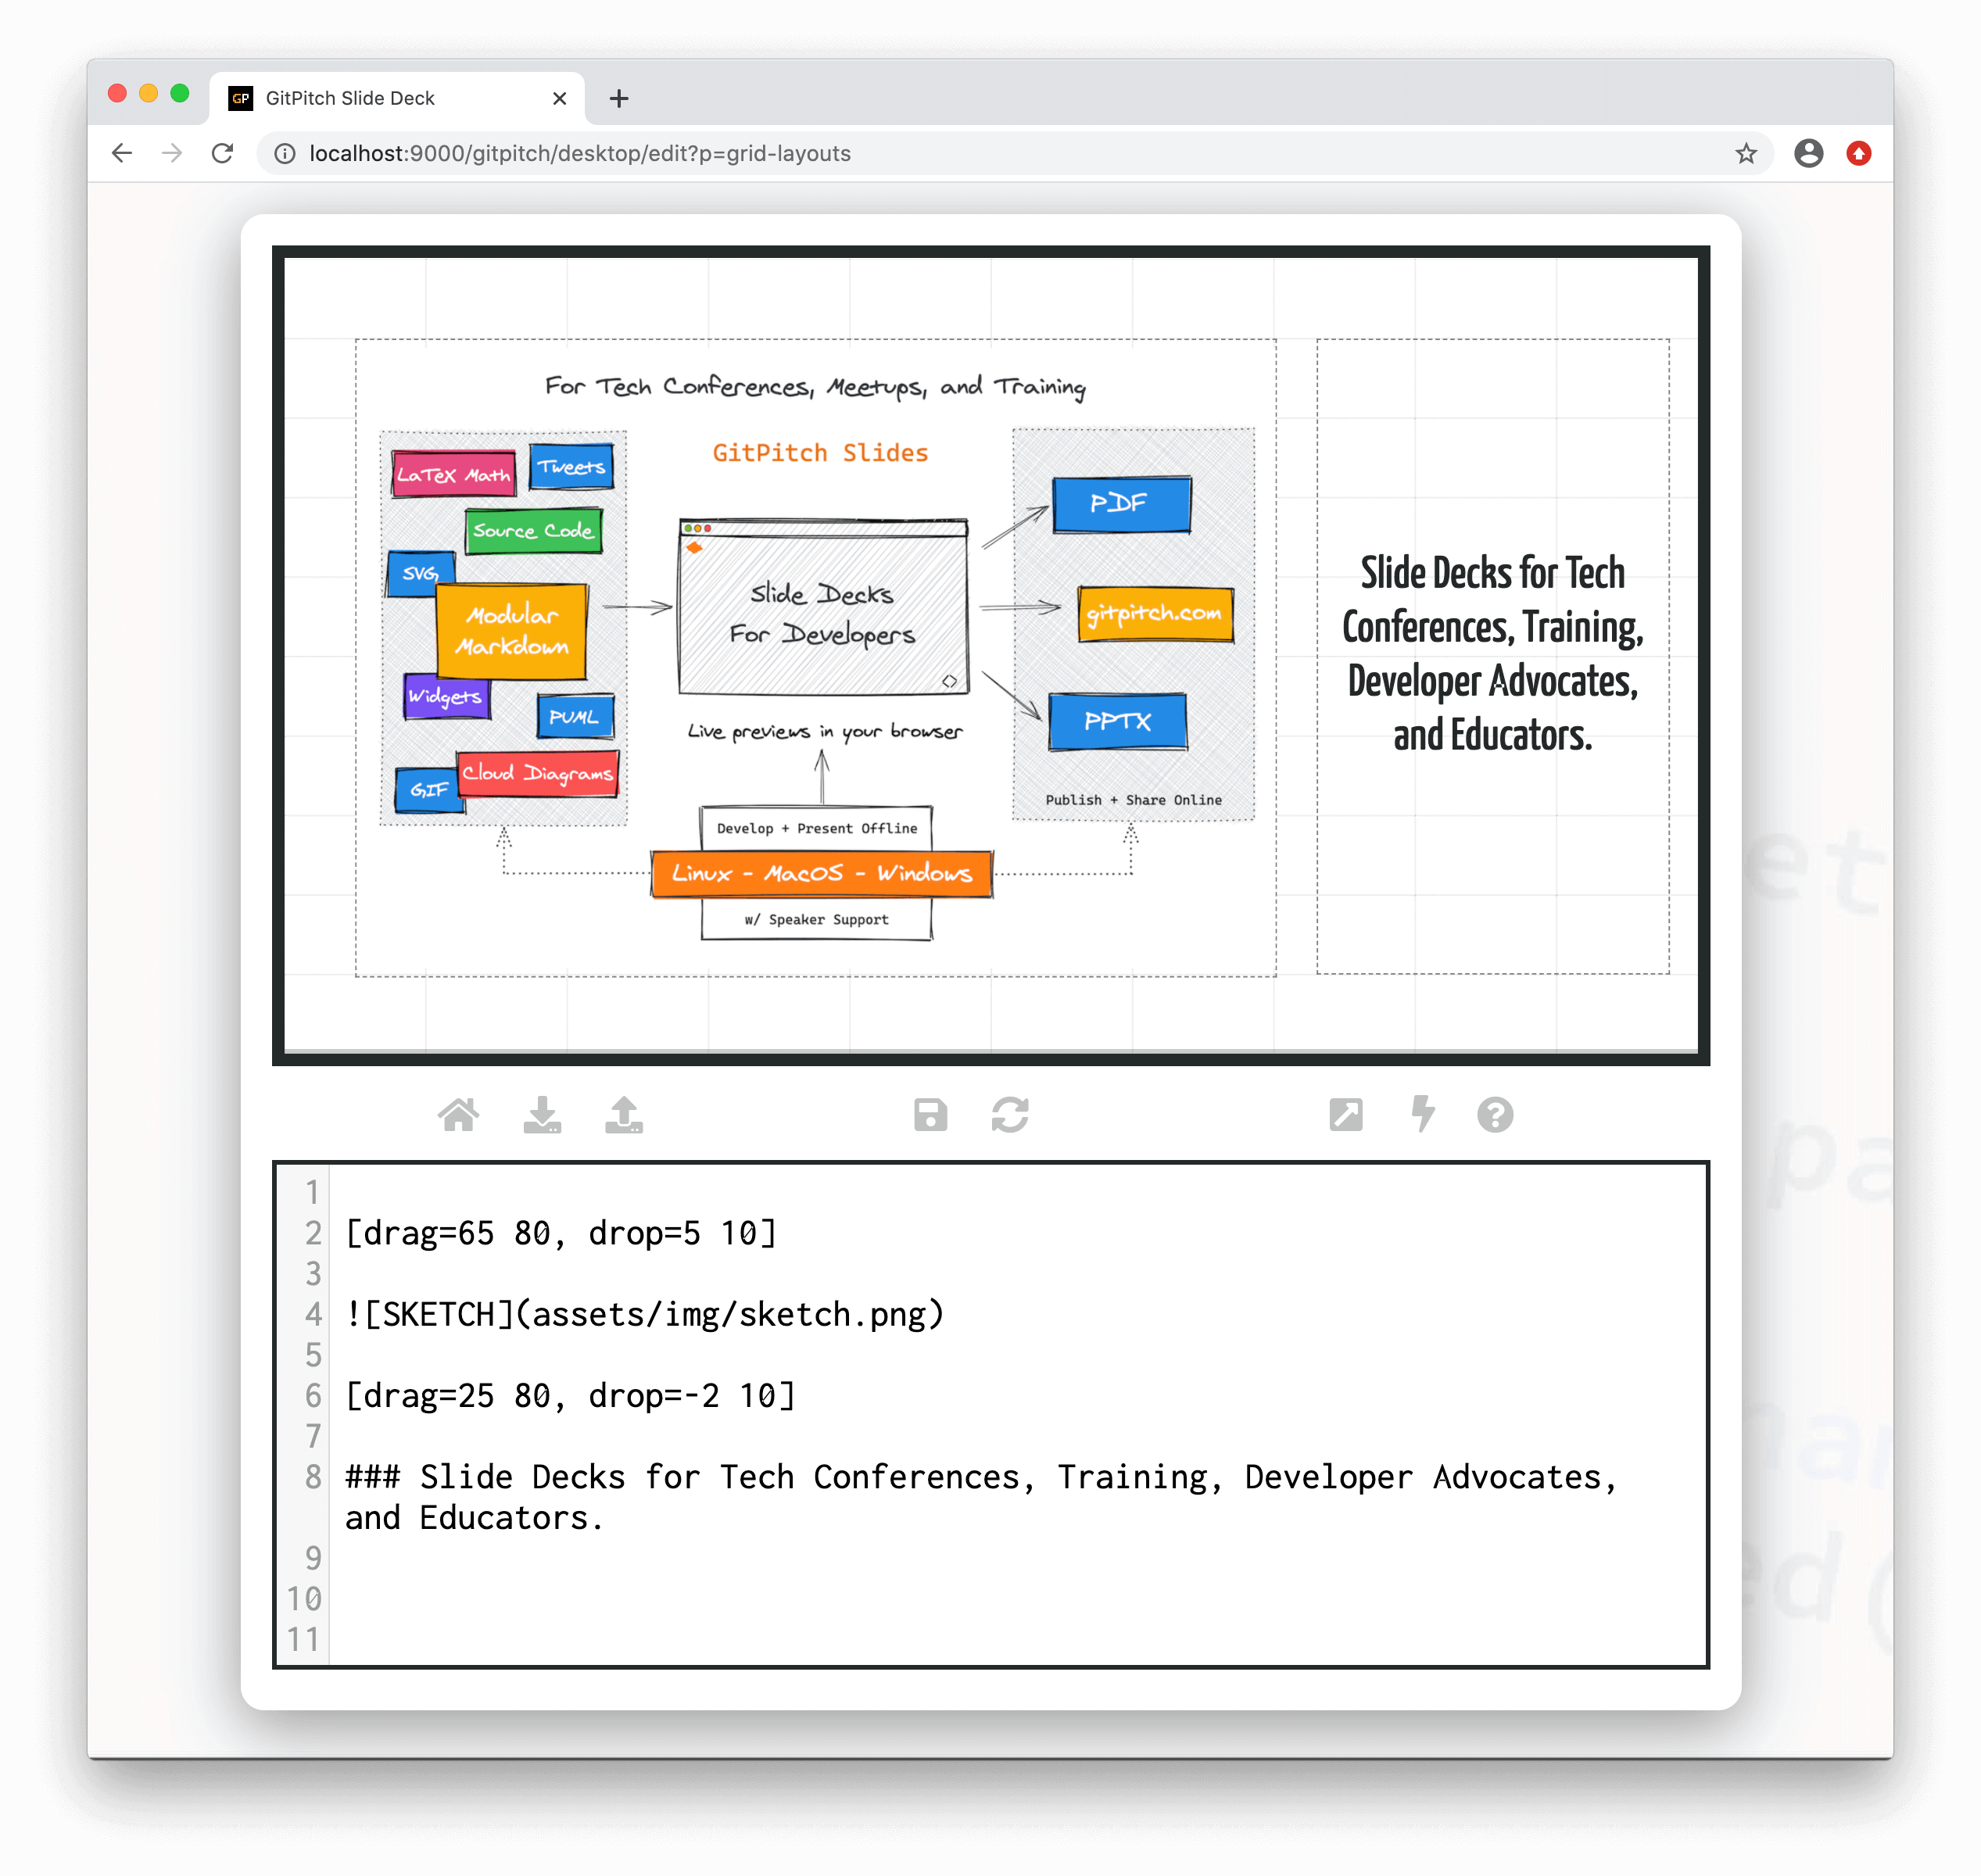 GP GitPitch Slide Deck
localhost:9000/gitpitch/desktop/edit?p=grid-layouts
For Tech Conferences, Meetups, and Training
GitPitch Slides
LaTeX Math
Tweets
Source Code
SVG
Modular
Markdown
Widgets
PUML
GIF
Cloud Diagrams
Slide Decks
For Developers
Live previews in your browser
Develop + Present Offline
Linux - MacOS - Windows
w/ Speaker Support
PDF
gitpitch.com
PPTX
Publish + Share Online
Slide Decks for Tech
Conferences, Training,
Developer Advocates,
and Educators.
1
2 [drag=65 80, drop=5 10]
3
4 ![SKETCH](assets/img/sketch.png)
5
6 [drag=25 80, drop=-2 10]
7
8 ### Slide Decks for Tech Conferences, Training, Developer Advocates,
and Educators.
9
10
11